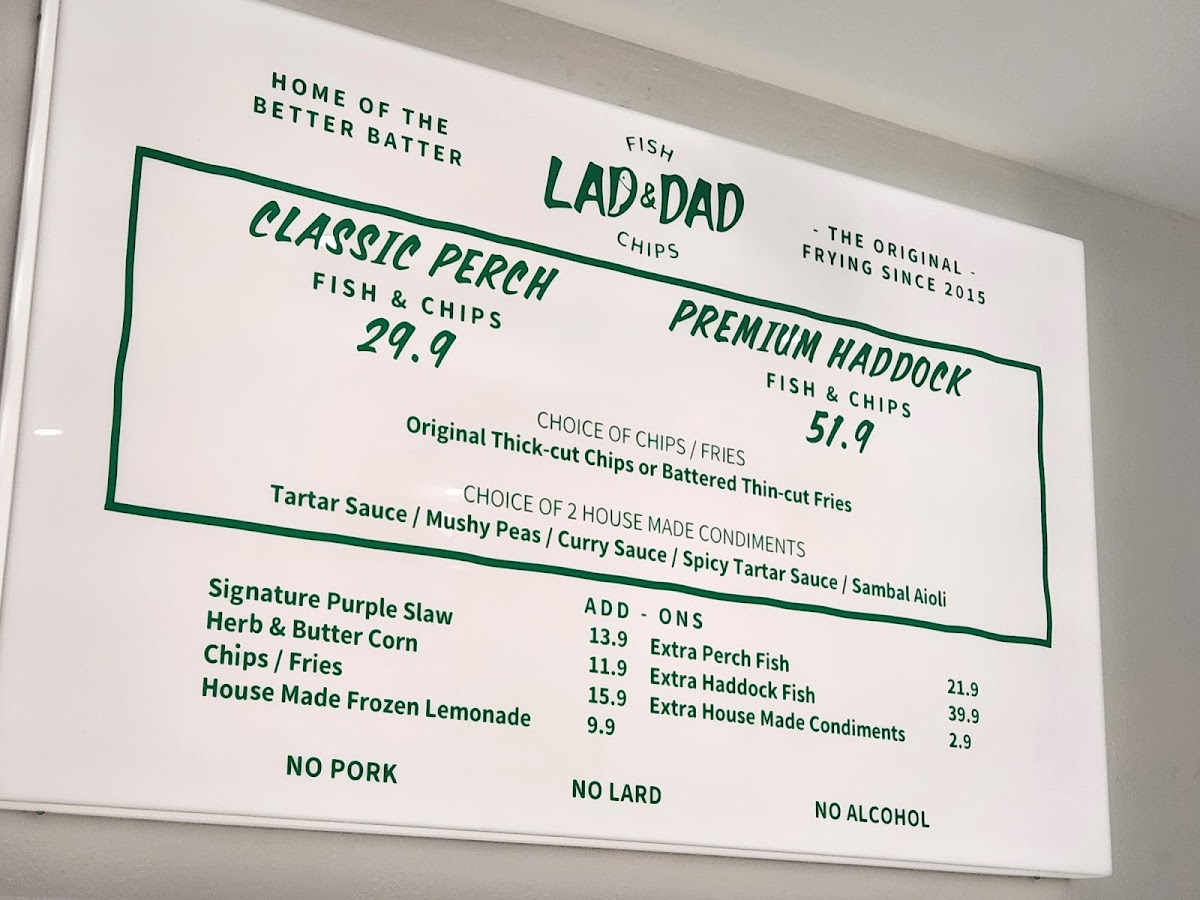 HOME OF THE
BETTER BATTER
FISH
LAD & DAD
CHIPS
- THE ORIGINAL -
FRYING SINCE 2015
CLASSIC PERCH
FISH & CHIPS
29.9
PREMIUM HADDOCK
FISH & CHIPS
51.9
CHOICE OF CHIPS / FRIES
Original Thick-cut Chips or Battered Thin-cut Fries
CHOICE OF 2 HOUSE MADE CONDIMENTS
Tartar Sauce / Mushy Peas / Curry Sauce / Spicy Tartar Sauce / Sambal Aioli
ADD - ONS
Signature Purple Slaw 13.9
Herb & Butter Corn 11.9
Chips / Fries 15.9
House Made Frozen Lemonade 9.9
Extra Perch Fish 21.9
Extra Haddock Fish 39.9
Extra House Made Condiments 2.9
NO PORK
NO LARD
NO ALCOHOL